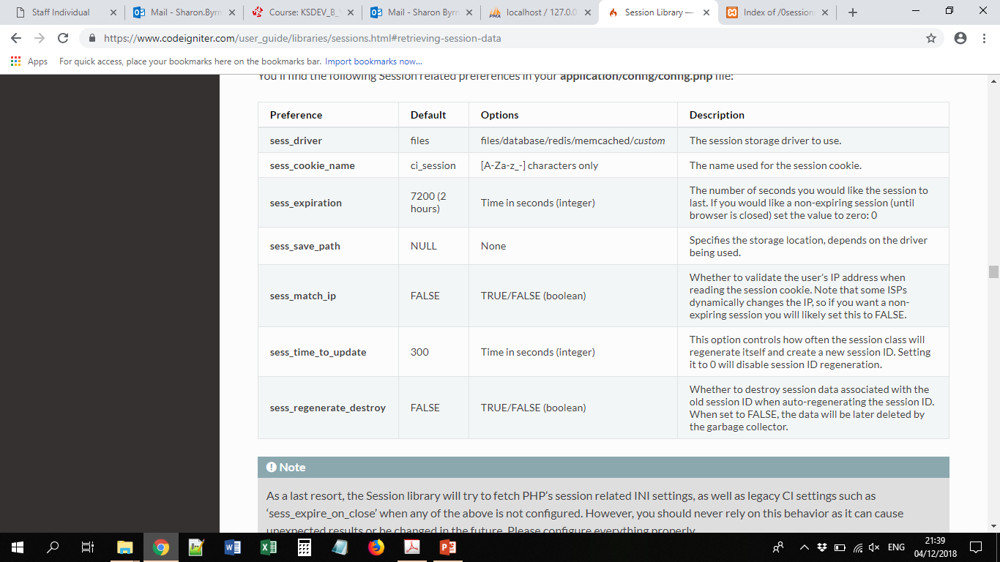 Staff Individual
Mail - Sharon.Byrn
Course: KSDEV_B_
Mail - Sharon Byrn
localhost / 127.0.0
Session Library —
Index of /0session
https://www.codeigniter.com/user_guide/libraries/sessions.html#retrieving-session-data
Apps For quick access, place your bookmarks here on the bookmarks bar. Import bookmarks now...
You'll find the following Session related preferences in your application/config/config.php file:
Preference Default Options Description
sess_driver files files/database/redis/memcached/custom The session storage driver to use.
sess_cookie_name ci_session [A-Za-z_-] characters only The name used for the session cookie.
sess_expiration
7200 (2
hours)
Time in seconds (integer)
The number of seconds you would like the session to
last. If you would like a non-expiring session (until
browser is closed) set the value to zero: 0
sess_save_path NULL None
Specifies the storage location, depends on the driver
being used.
sess_match_ip FALSE TRUE/FALSE (boolean)
Whether to validate the user's IP address when
reading the session cookie. Note that some ISPs
dynamically changes the IP, so if you want a non-
expiring session you will likely set this to FALSE.
sess_time_to_update 300 Time in seconds (integer)
This option controls how often the session class will
regenerate itself and create a new session ID. Setting
it to 0 will disable session ID regeneration.
sess_regenerate_destroy FALSE TRUE/FALSE (boolean)
Whether to destroy session data associated with the
old session ID when auto-regenerating the session ID.
When set to FALSE, the data will be later deleted by
the garbage collector.
Note
As a last resort, the Session library will try to fetch PHP's session related INI settings, as well as legacy CI settings such as
'sess_expire_on_close' when any of the above is not configured. However, you should never rely on this behavior as it can cause
unexpected results or be changed in the future. Please configure everything properly.
ENG
21:39
04/12/2018